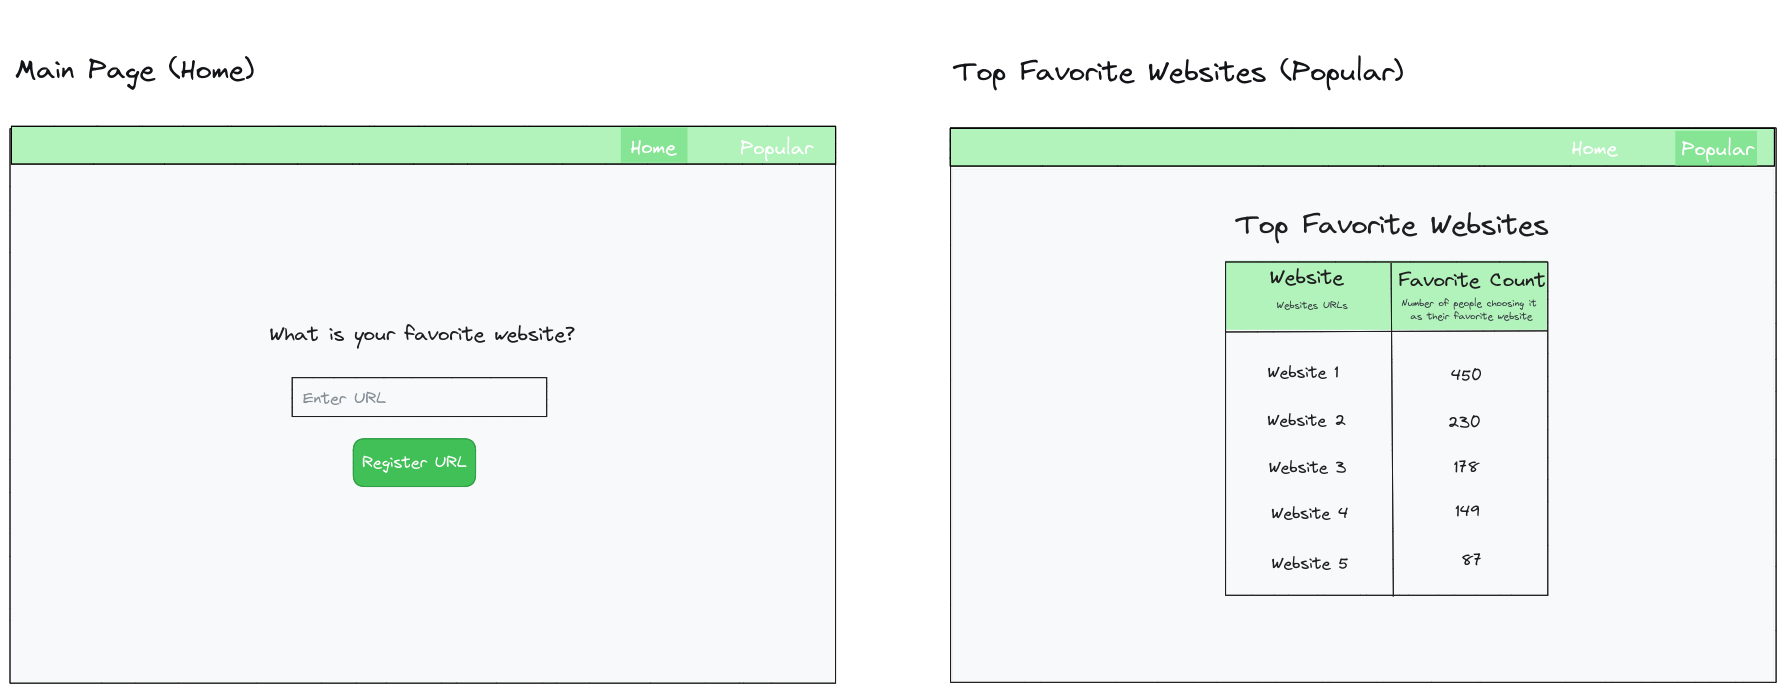 Main Page (Home)
Home
Popular
What is your favorite website?
Enter URL
Register URL
Top Favorite Websites (Popular)
Home
Popular
Top Favorite Websites
Website
Websites URLs
Favorite Count
Number of people choosing it
as their favorite website
Website 1
450
Website 2
230
Website 3
178
Website 4
149
Website 5
87